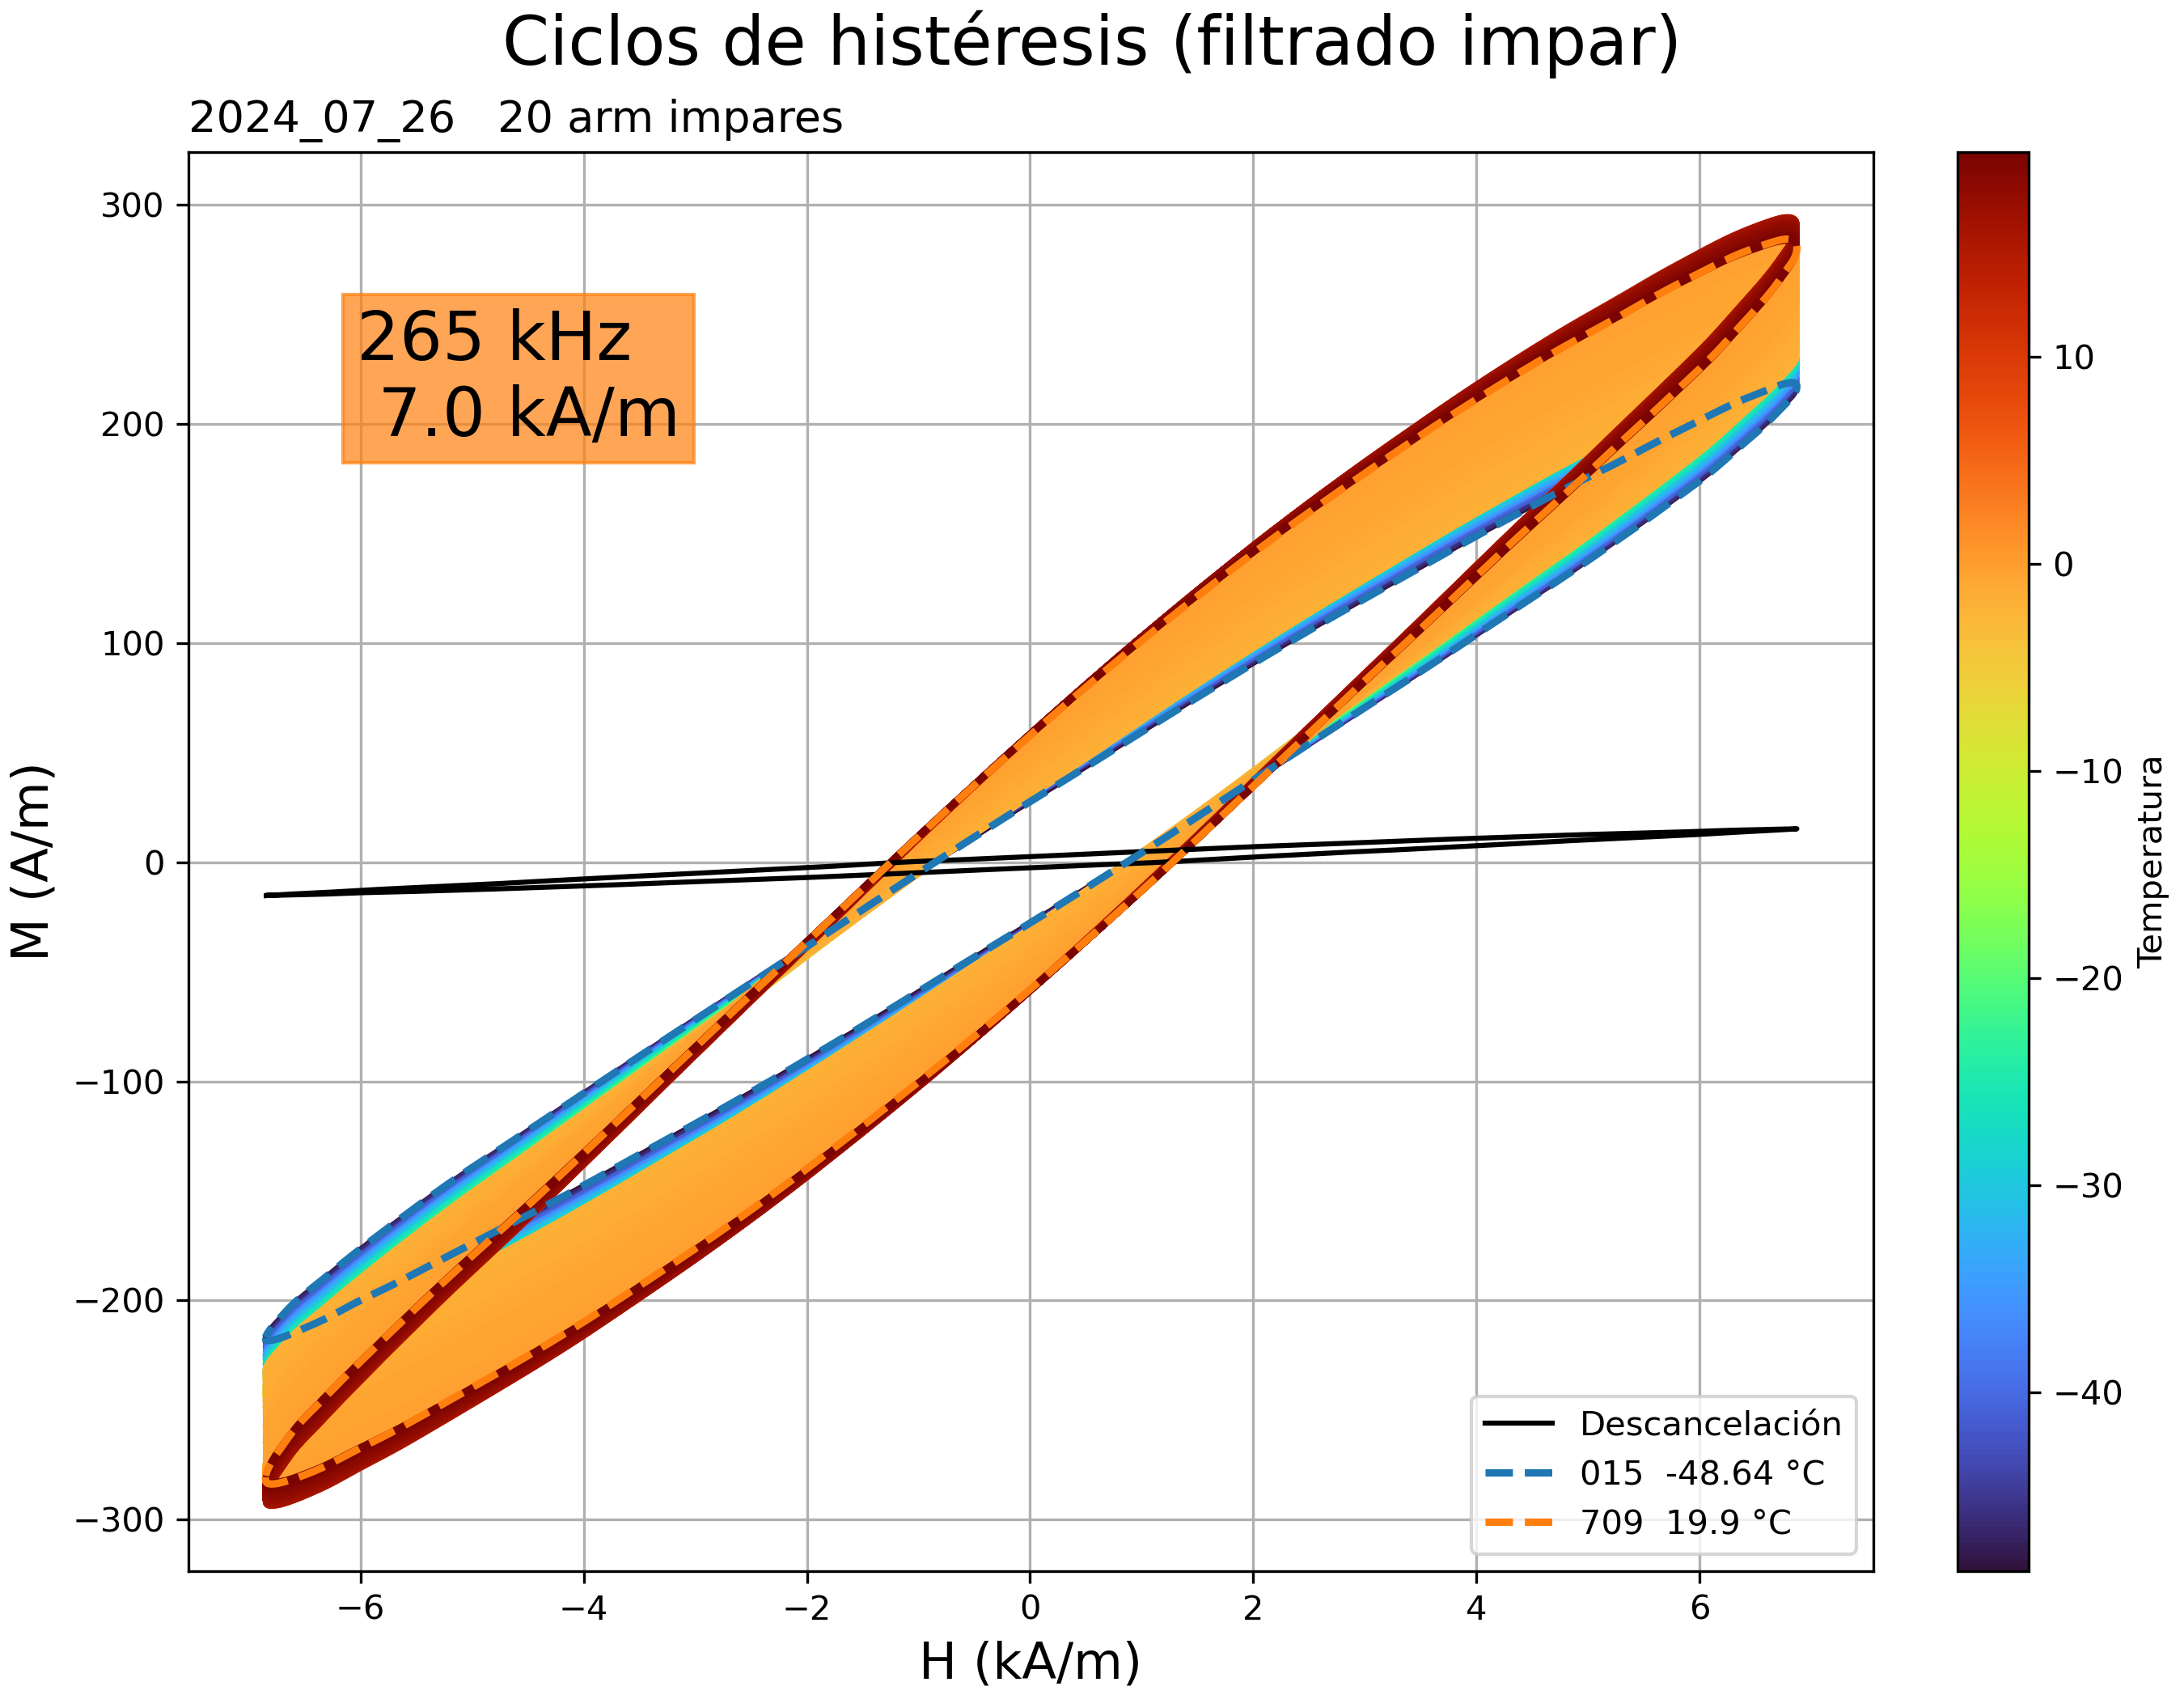 Ciclos de histéresis (filtrado impar)
2024_07_26   20 arm impares
300
200
100
0
−100
−200
−300
M (A/m)
265 kHz
7.0 kA/m
Descancelación
015  -48.64 °C
709  19.9 °C
−6
−4
−2
0
2
4
6
H (kA/m)
10
0
−10
−20
−30
−40
Temperatura